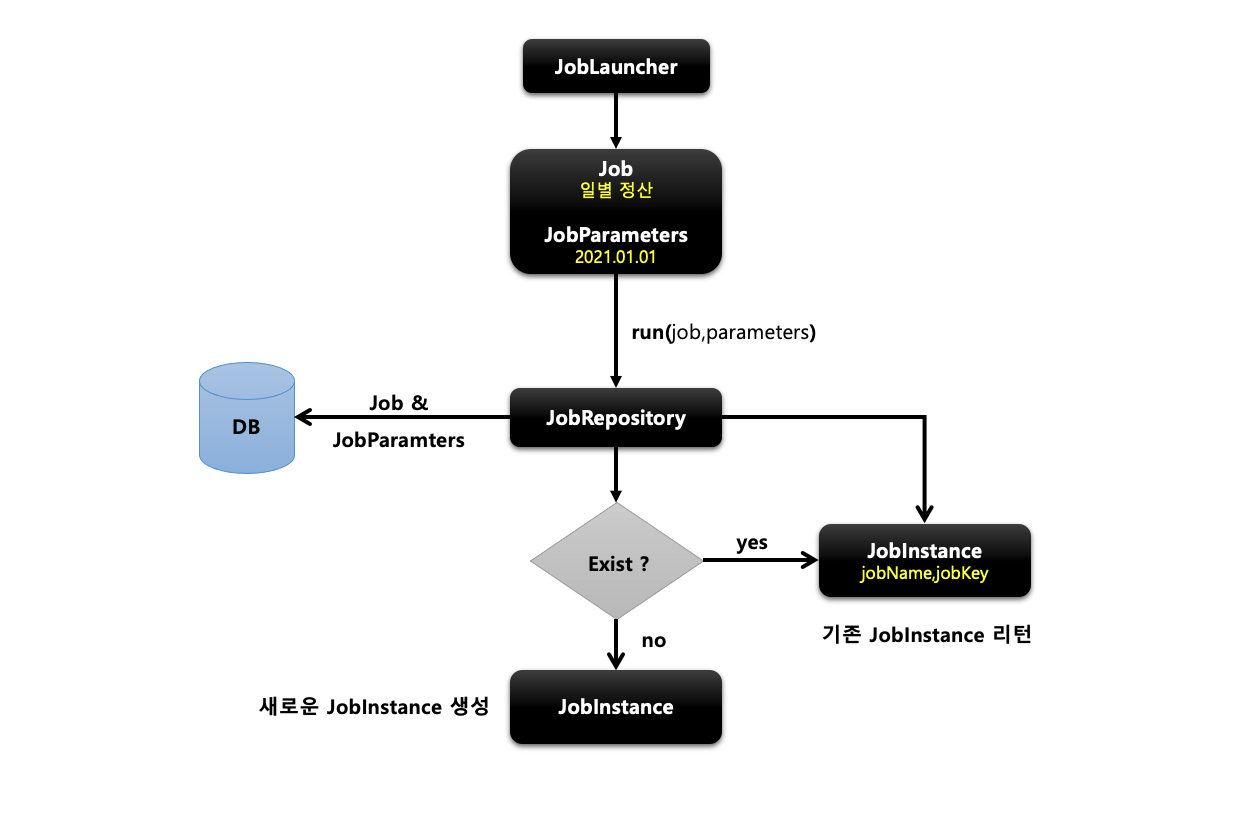 JobLauncher
Job
일별 정산
JobParameters
2021.01.01
run(job,parameters)
Job &
JobParamters
DB
JobRepository
Exist ?
yes
JobInstance
jobName,jobKey
기존 JobInstance 리턴
no
새로운 JobInstance 생성
JobInstance